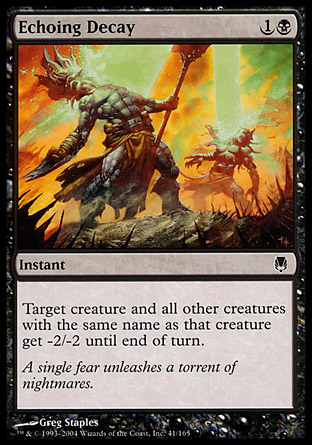 Echoing Decay 1
Instant
Target creature and all other creatures
with the same name as that creature
get -2/-2 until end of turn.
A single fear unleashes a torrent of
nightmares.
Greg Staples
™ & © 1993–2004 Wizards of the Coast, Inc. 41/165